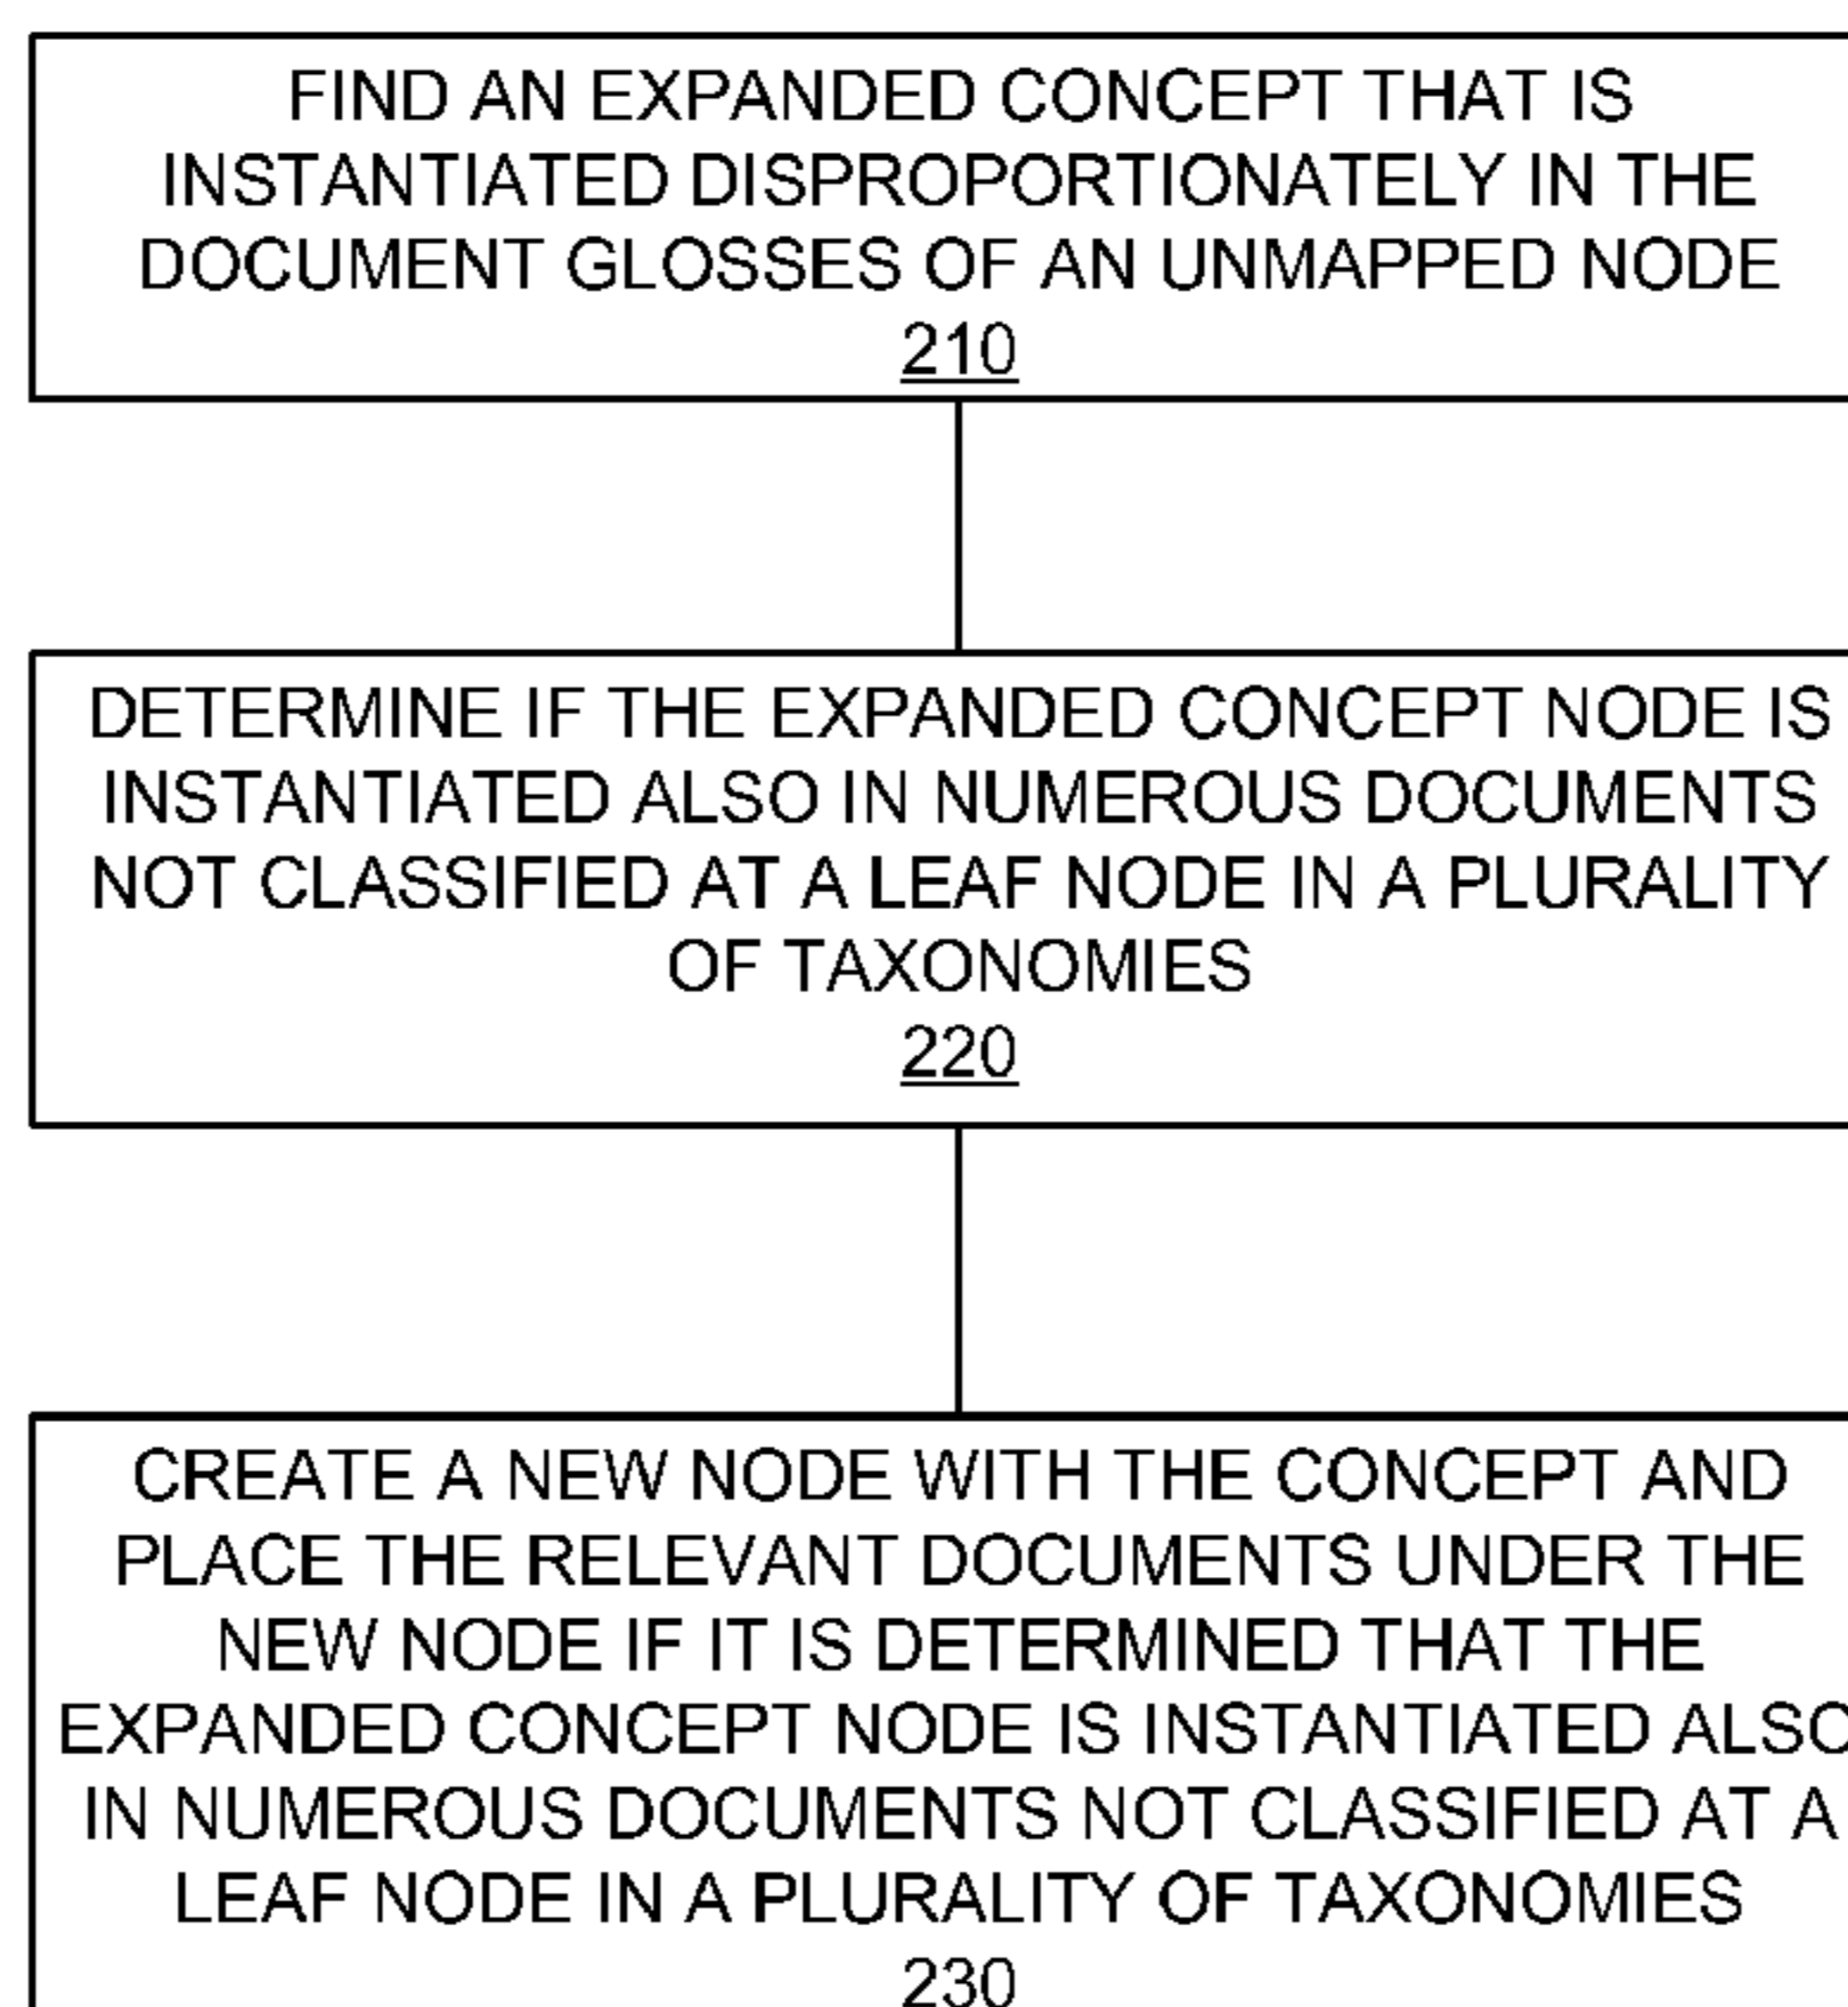 FIND AN EXPANDED CONCEPT THAT IS
INSTANTIATED DISPROPORTIONATELY IN THE
DOCUMENT GLOSSES OF AN UNMAPPED NODE
210
DETERMINE IF THE EXPANDED CONCEPT NODE IS
INSTANTIATED ALSO IN NUMEROUS DOCUMENTS
NOT CLASSIFIED AT A LEAF NODE IN A PLURALITY
OF TAXONOMIES
220
CREATE A NEW NODE WITH THE CONCEPT AND
PLACE THE RELEVANT DOCUMENTS UNDER THE
NEW NODE IF IT IS DETERMINED THAT THE
EXPANDED CONCEPT NODE IS INSTANTIATED ALSO
IN NUMEROUS DOCUMENTS NOT CLASSIFIED AT A
LEAF NODE IN A PLURALITY OF TAXONOMIES
230